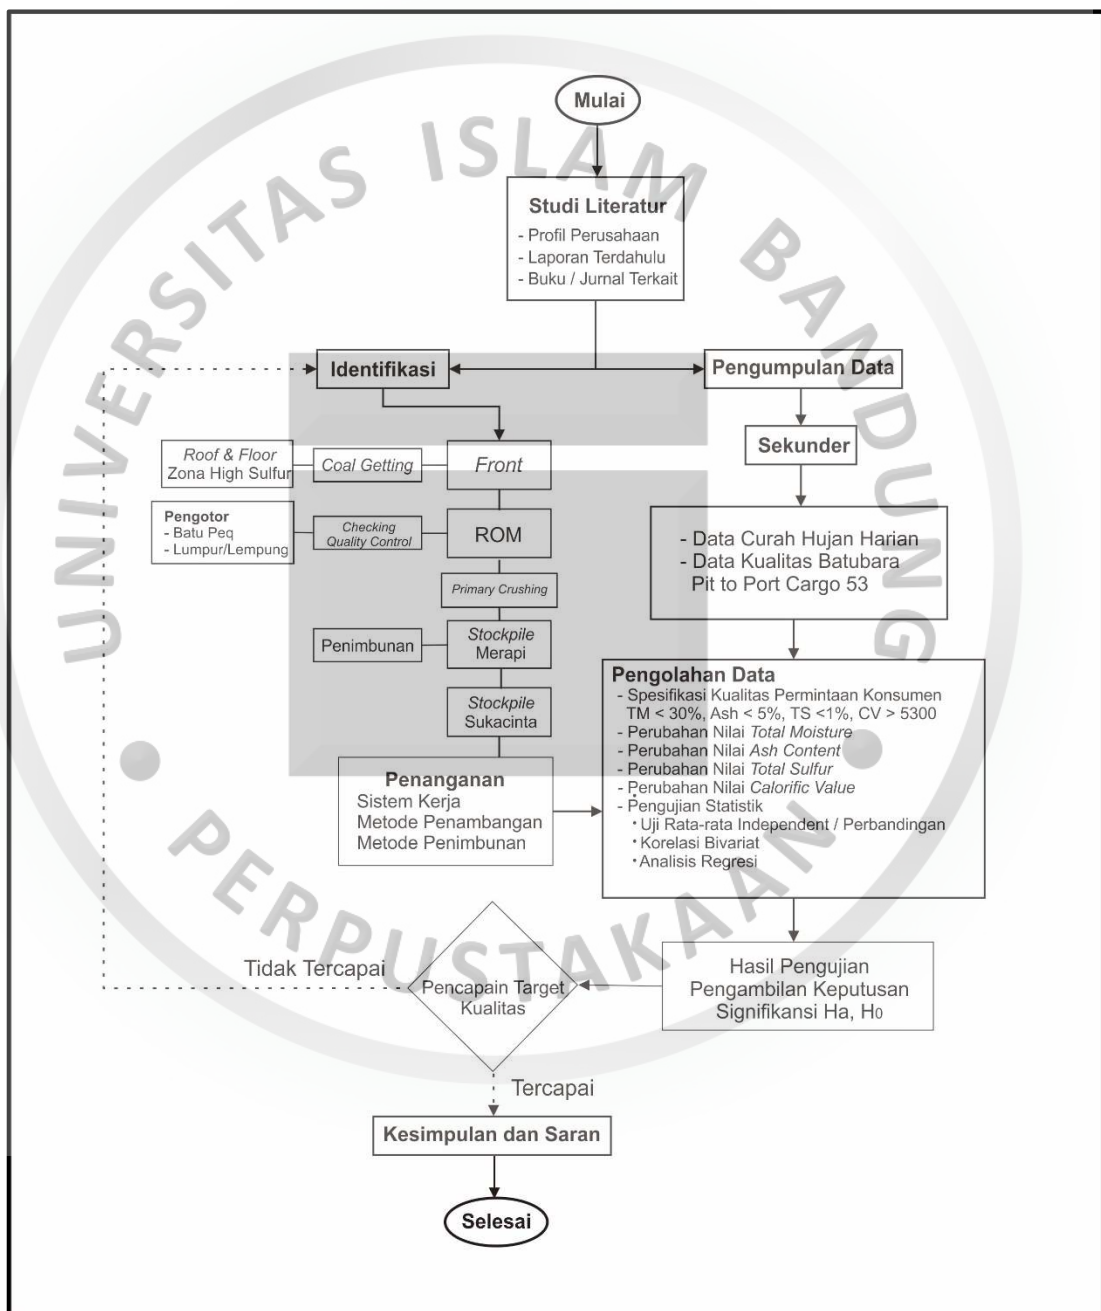 UNIVERSITAS ISLAM BANDUNG
PERPUSTAKAAN
Mulai
Studi Literatur
- Profil Perusahaan
- Laporan Terdahulu
- Buku / Jurnal Terkait
Identifikasi
Pengumpulan Data
Sekunder
Roof & Floor
Zona High Sulfur
Coal Getting
Front
Pengotor
- Batu Peq
- Lumpur/Lempung
Checking
Quality Control
ROM
Primary Crushing
Penimbunan
Stockpile
Merapi
Stockpile
Sukacinta
Penanganan
Sistem Kerja
Metode Penambangan
Metode Penimbunan
- Data Curah Hujan Harian
- Data Kualitas Batubara
Pit to Port Cargo 53
Pengolahan Data
- Spesifikasi Kualitas Permintaan Konsumen
TM < 30%, Ash < 5%, TS <1%, CV > 5300
- Perubahan Nilai Total Moisture
- Perubahan Nilai Ash Content
- Perubahan Nilai Total Sulfur
- Perubahan Nilai Calorific Value
- Pengujian Statistik
• Uji Rata-rata Independent / Perbandingan
• Korelasi Bivariat
• Analisis Regresi
Hasil Pengujian
Pengambilan Keputusan
Signifikansi Ha, H0
Pencapain Target
Kualitas
Tidak Tercapai
Tercapai
Kesimpulan dan Saran
Selesai